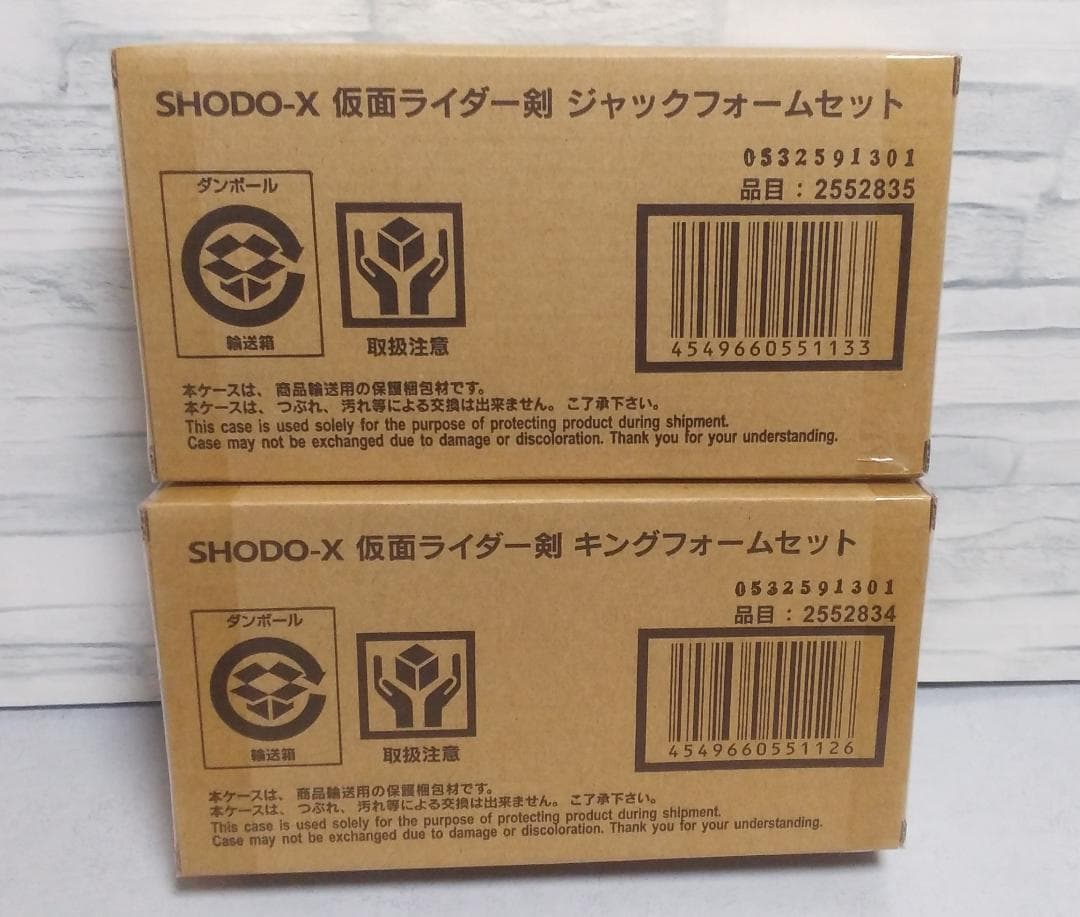 SHODO-X 仮面ライダー剣 ジャックフォームセット
0532591301
品目：2552835
ダンボール
輸送箱
取扱注意
4549660551133
本ケースは、商品輸送用の保護梱包材です。
本ケースは、つぶれ、汚れ等による交換は出来ません。ご了承下さい。
This case is used solely for the purpose of protecting product during shipment.
Case may not be exchanged due to damage or discoloration. Thank you for your understanding.
SHODO-X 仮面ライダー剣 キングフォームセット
0532591301
品目：2552834
ダンボール
輸送箱
取扱注意
4549660551126
本ケースは、商品輸送用の保護梱包材です。
本ケースは、つぶれ、汚れ等による交換は出来ません。ご了承下さい。
This case is used solely for the purpose of protecting product during shipment.
Case may not be exchanged due to damage or discoloration. Thank you for your understanding.